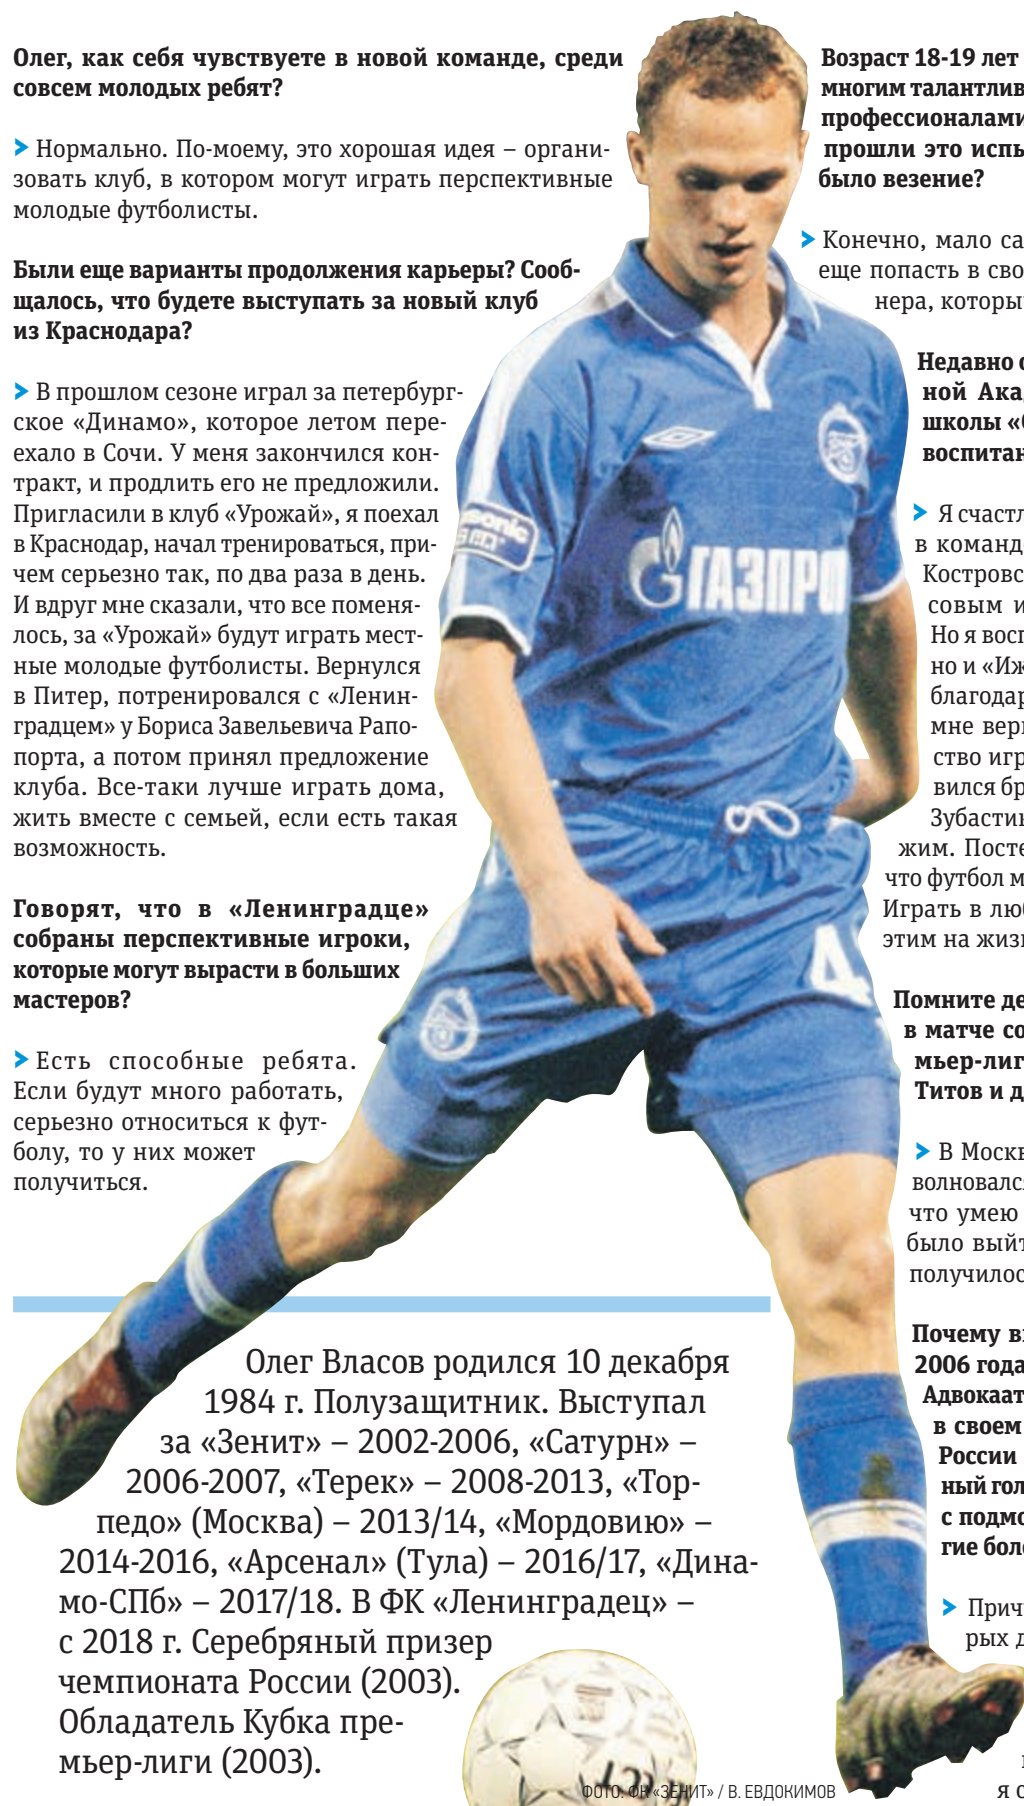 Олег, как себя чувствуете в новой команде, среди
совсем молодых ребят?
> Нормально. По-моему, это хорошая идея – органи-
зовать клуб, в котором могут играть перспективные
молодые футболисты.
Были еще варианты продолжения карьеры? Сооб-
щалось, что будете выступать за новый клуб
из Краснодара?
> В прошлом сезоне играл за петербург-
ское «Динамо», которое летом пере-
ехало в Сочи. У меня закончился кон-
тракт, и продлить его не предложили.
Пригласили в клуб «Урожай», я поехал
в Краснодар, начал тренироваться, при-
чем серьезно так, по два раза в день.
И вдруг мне сказали, что все поменя-
лось, за «Урожай» будут играть мест-
ные молодые футболисты. Вернулся
в Питер, потренировался с «Ленин-
градцем» у Бориса Завельевича Рапо-
порта, а потом принял предложение
клуба. Все-таки лучше играть дома,
жить вместе с семьей, если есть такая
возможность.
Говорят, что в «Ленинградце»
собраны перспективные игроки,
которые могут вырасти в больших
мастеров?
> Есть способные ребята.
Если будут много работать,
серьезно относиться к фут-
болу, то у них может
получиться.
Олег Власов родился 10 декабря
1984 г. Полузащитник. Выступал
за «Зенит» – 2002-2006, «Сатурн» –
2006-2007, «Терек» – 2008-2013, «Тор-
педо» (Москва) – 2013/14, «Мордовию» –
2014-2016, «Арсенал» (Тула) – 2016/17, «Дина-
мо-СПб» – 2017/18. В ФК «Ленинградец» –
с 2018 г. Серебряный призер
чемпионата России (2003).
Обладатель Кубка пре-
мьер-лиги (2003).
ФОТО: ФК «ЗЕНИТ» / В. ЕВДОКИМОВ
ГАЗПРО
4
Возраст 18-19 лет
многим талантлив
профессионалами
прошли это испы
было везение?
> Конечно, мало са
еще попасть в сво
нера, которы
Недавно
ной Ака
школы «
воспитан
> Я счастл
в команд
Костровс
совым и
Но я восп
но и «Иж
благодар
мне вер
ство игр
вился бр
Зубасти
жим. Посте
что футбол м
Играть в лю
этим на жизн
Помните де
в матче со
мьер-лиг
Титов и д
> В Москв
волновался
что умею
было выйт
получилос
Почему в
2006 года
Адвокаат
в своем
России
ный гол
с подмо
гие боле
> Прич
рых д
я с